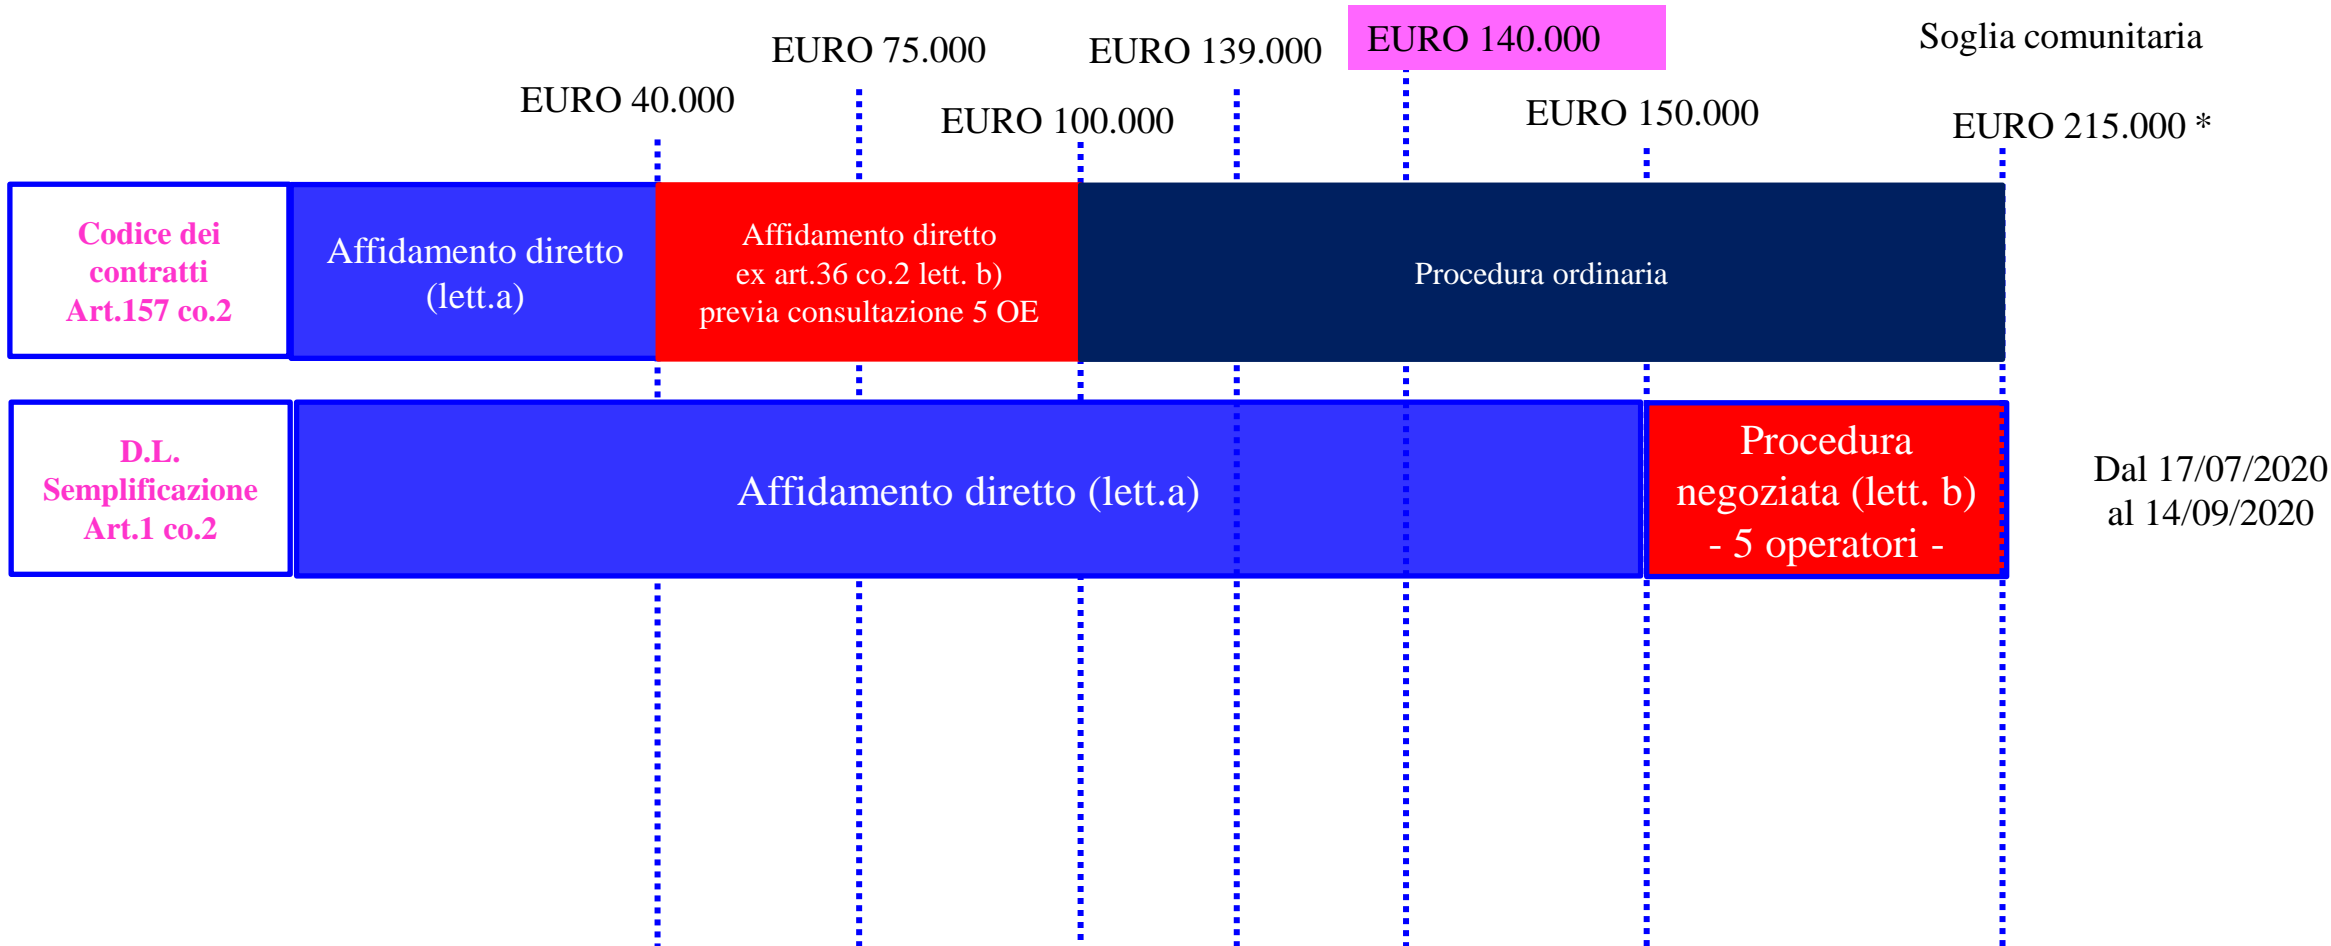 EURO 40.000
EURO 75.000
EURO 100.000
EURO 139.000
EURO 140.000
EURO 150.000
Soglia comunitaria
EURO 215.000 *
Codice dei
contratti
Art.157 co.2
Affidamento diretto
(lett.a)
Affidamento diretto
ex art.36 co.2 lett. b)
previa consultazione 5 OE
Procedura ordinaria
D.L.
Semplificazione
Art.1 co.2
Affidamento diretto (lett.a)
Procedura
negoziata (lett. b)
- 5 operatori -
Dal 17/07/2020
al 14/09/2020